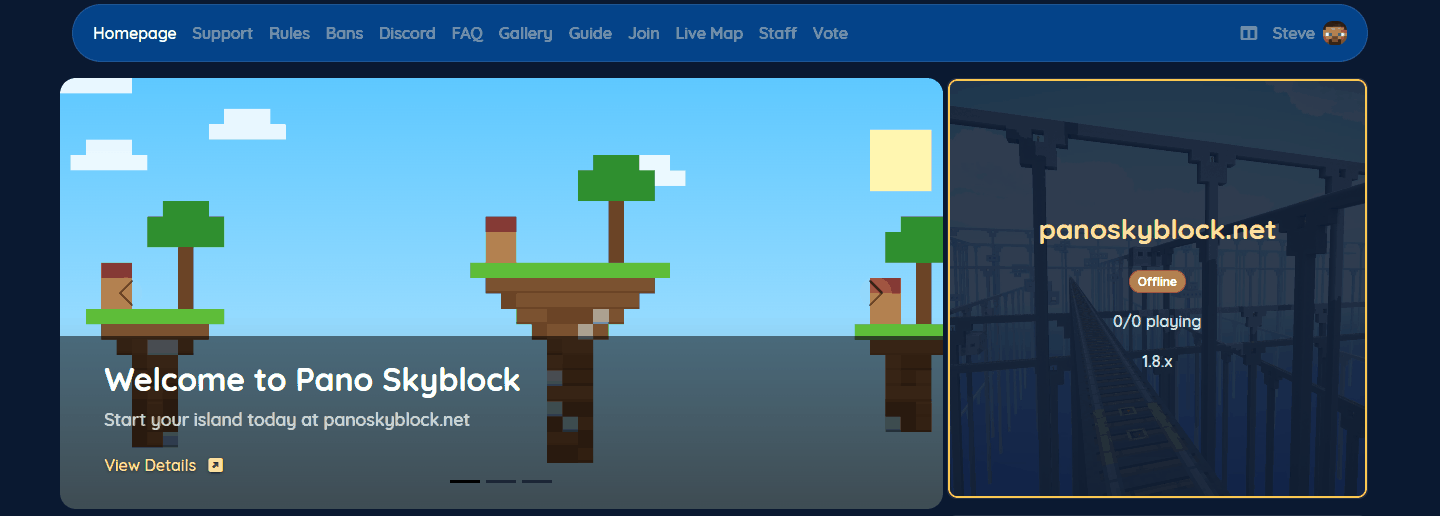 Homepage Support Rules Bans Discord FAQ Gallery Guide Join Live Map Staff Vote Steve
Welcome to Pano Skyblock
Start your island today at panoskyblock.net
View Details
panoskyblock.net
Offline
0/0 playing
1.8.x